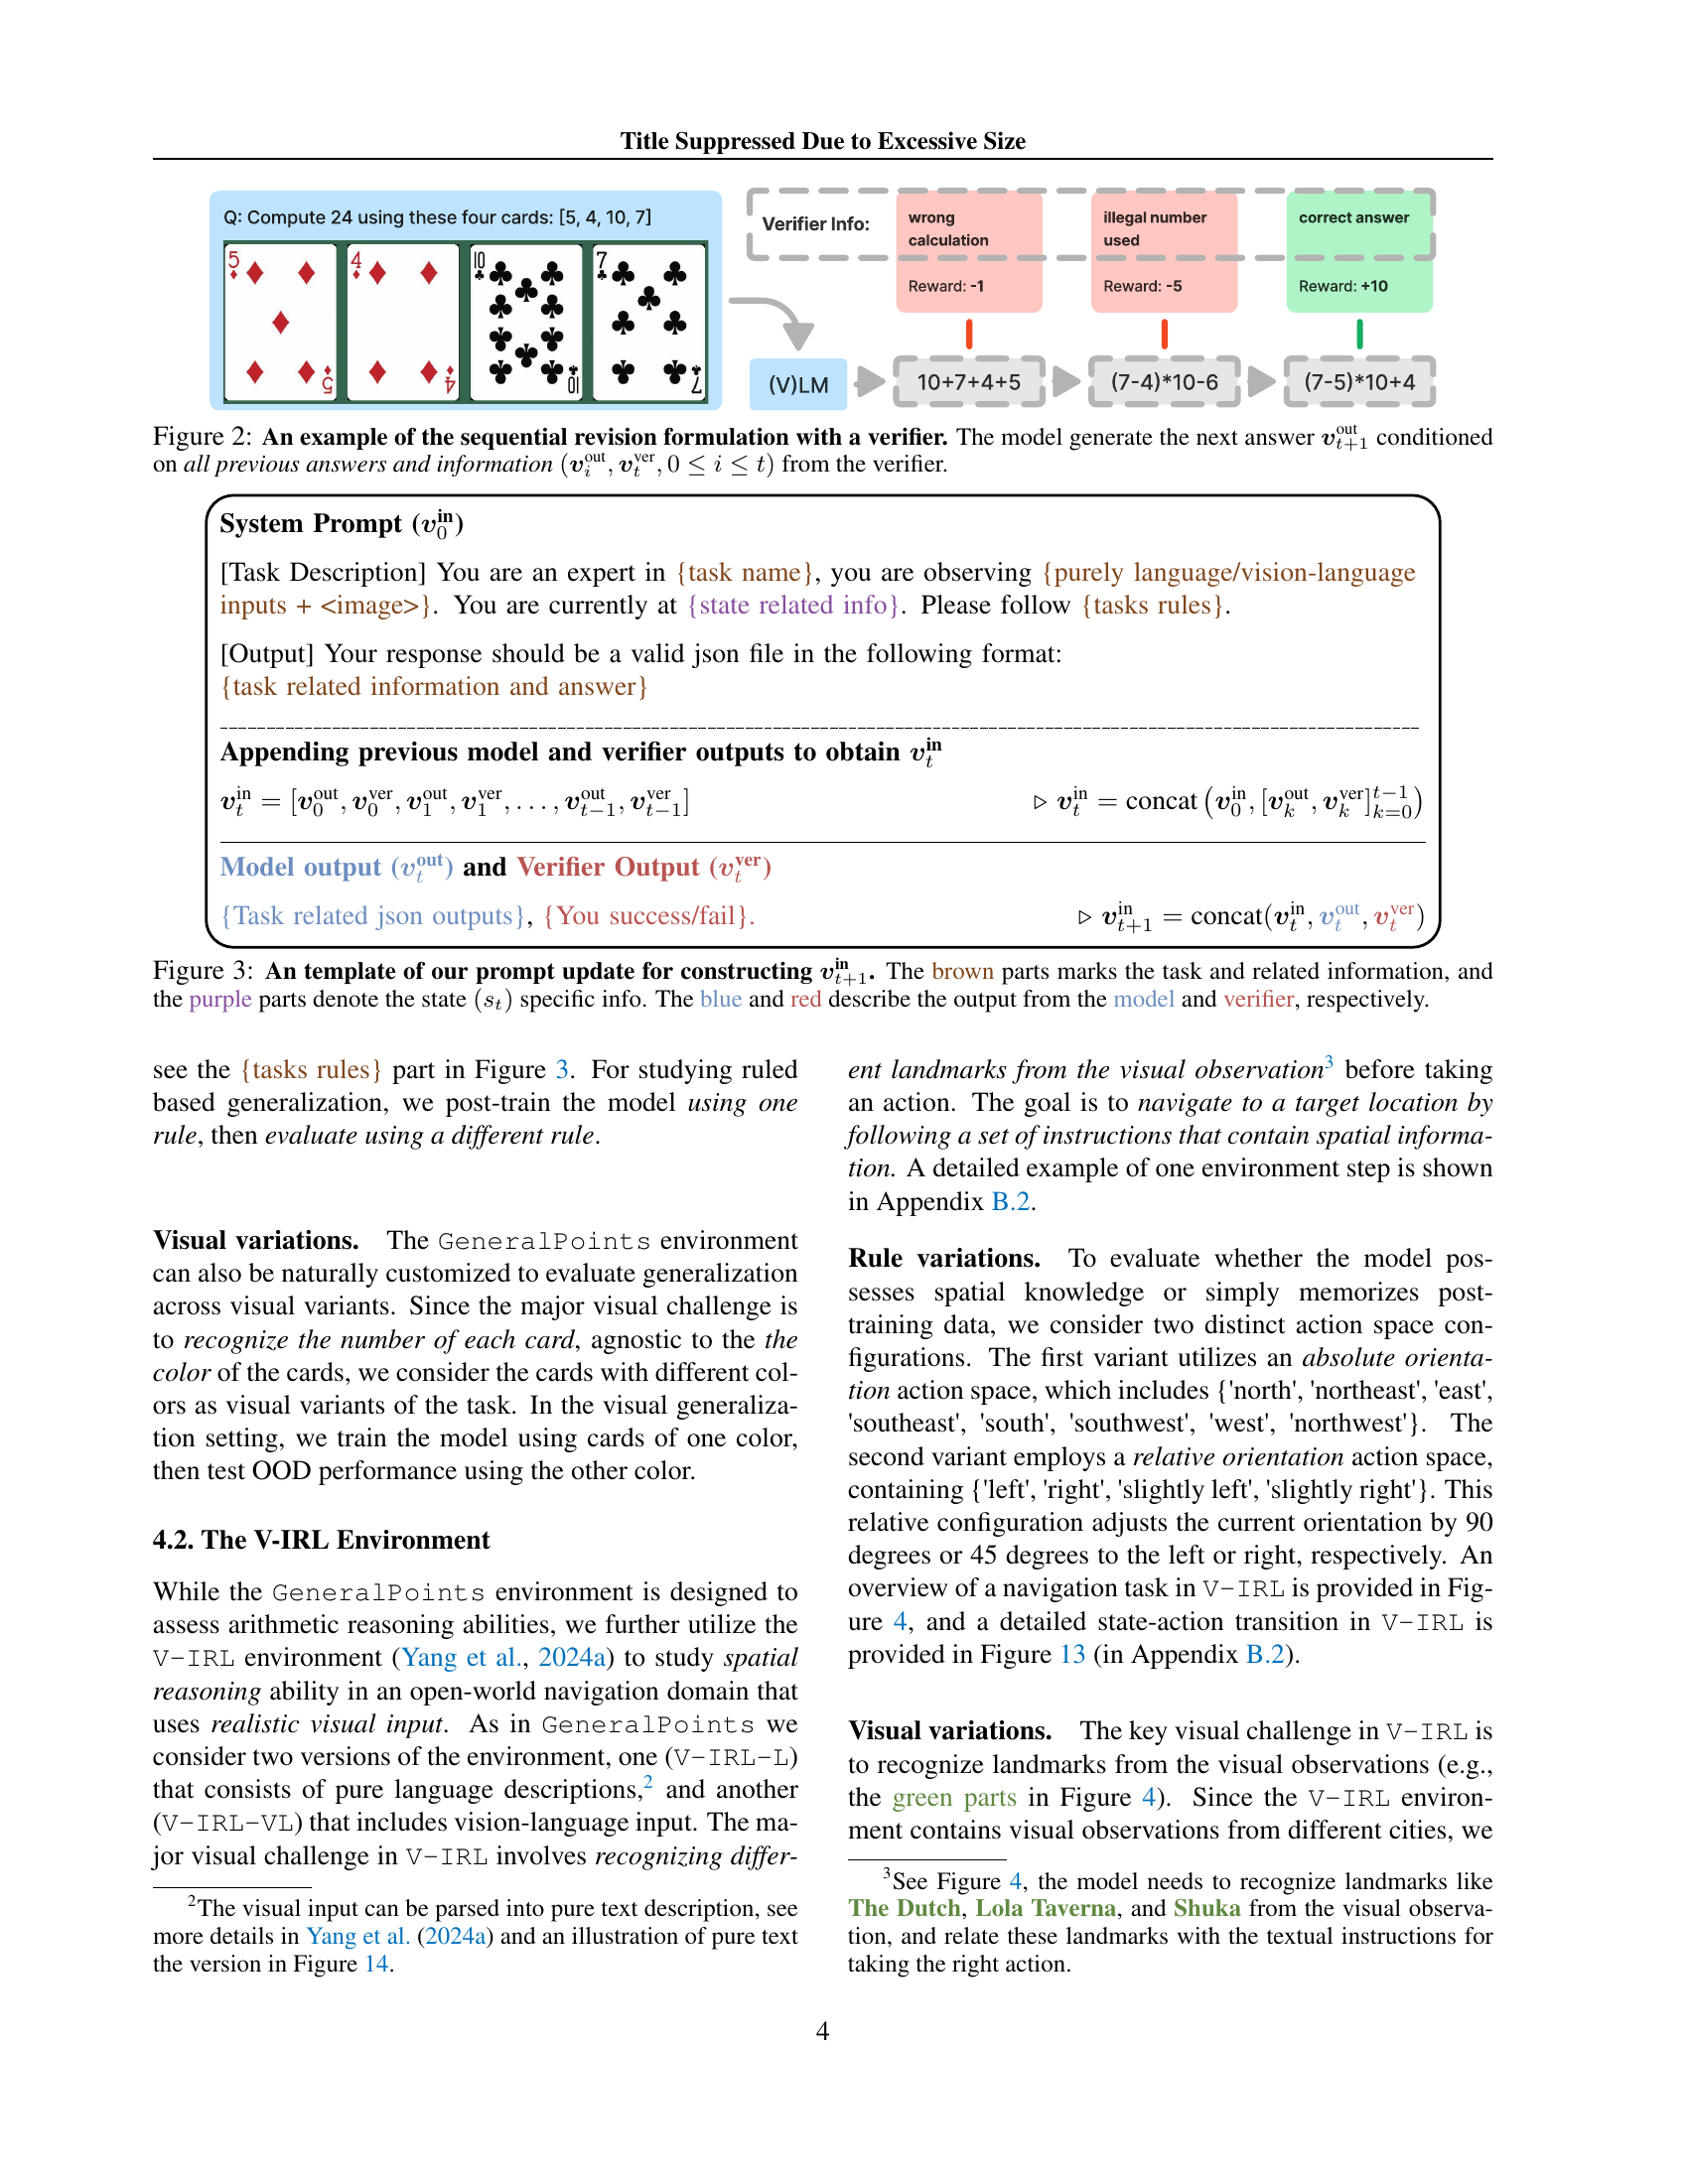 Title Suppressed Due to Excessive Size
Q: Compute 24 using these four cards: [5, 4, 10, 7]
5
5
4
4
10
10
7
7
Verifier Info:
wrong
calculation
Reward: -1
illegal number
used
Reward: -5
correct answer
Reward: +10
(V)LM
10+7+4+5
(7-4)*10-6
(7-5)*10+4
Figure 2: An example of the sequential revision formulation with a verifier. The model generate the next answer v_{t+1}^{out} conditioned
on all previous answers and information (v_i^{out}, v_t^{ver}, 0 ≤ i ≤ t) from the verifier.
System Prompt (v_0^{in})
[Task Description] You are an expert in {task name}, you are observing {purely language/vision-language
inputs + <image>}. You are currently at {state related info}. Please follow {tasks rules}.
[Output] Your response should be a valid json file in the following format:
{task related information and answer}
Appending previous model and verifier outputs to obtain v_t^{in}
v_t^{in} = [v_0^{out}, v_0^{ver}, v_1^{out}, v_1^{ver}, . . . , v_{t−1}^{out}, v_{t−1}^{ver}] ▷ v_t^{in} = concat (v_0^{in}, [v_k^{out}, v_k^{ver}]_{k=0}^{t−1})
Model output (v_t^{out}) and Verifier Output (v_t^{ver})
{Task related json outputs}, {You success/fail}. ▷ v_{t+1}^{in} = concat(v_t^{in}, v_t^{out}, v_t^{ver})
Figure 3: An template of our prompt update for constructing v_{t+1}^{in}. The brown parts marks the task and related information, and
the purple parts denote the state (s_t) specific info. The blue and red describe the output from the model and verifier, respectively.
see the {tasks rules} part in Figure 3. For studying ruled
based generalization, we post-train the model using one
rule, then evaluate using a different rule.
Visual variations. The GeneralPoints environment
can also be naturally customized to evaluate generalization
across visual variants. Since the major visual challenge is
to recognize the number of each card, agnostic to the the
color of the cards, we consider the cards with different col-
ors as visual variants of the task. In the visual generaliza-
tion setting, we train the model using cards of one color,
then test OOD performance using the other color.
4.2. The V-IRL Environment
While the GeneralPoints environment is designed to
assess arithmetic reasoning abilities, we further utilize the
V-IRL environment (Yang et al., 2024a) to study spatial
reasoning ability in an open-world navigation domain that
uses realistic visual input. As in GeneralPoints we
consider two versions of the environment, one (V-IRL-L)
that consists of pure language descriptions,2 and another
(V-IRL-VL) that includes vision-language input. The ma-
jor visual challenge in V-IRL involves recognizing differ-
2The visual input can be parsed into pure text description, see
more details in Yang et al. (2024a) and an illustration of pure text
the version in Figure 14.
ent landmarks from the visual observation3 before taking
an action. The goal is to navigate to a target location by
following a set of instructions that contain spatial informa-
tion. A detailed example of one environment step is shown
in Appendix B.2.
Rule variations. To evaluate whether the model pos-
sesses spatial knowledge or simply memorizes post-
training data, we consider two distinct action space con-
figurations. The first variant utilizes an absolute orienta-
tion action space, which includes {'north', 'northeast', 'east',
'southeast', 'south', 'southwest', 'west', 'northwest'}. The
second variant employs a relative orientation action space,
containing {'left', 'right', 'slightly left', 'slightly right'}. This
relative configuration adjusts the current orientation by 90
degrees or 45 degrees to the left or right, respectively. An
overview of a navigation task in V-IRL is provided in Fig-
ure 4, and a detailed state-action transition in V-IRL is
provided in Figure 13 (in Appendix B.2).
Visual variations. The key visual challenge in V-IRL is
to recognize landmarks from the visual observations (e.g.,
the green parts in Figure 4). Since the V-IRL environ-
ment contains visual observations from different cities, we
3See Figure 4, the model needs to recognize landmarks like
The Dutch, Lola Taverna, and Shuka from the visual observa-
tion, and relate these landmarks with the textual instructions for
taking the right action.
4